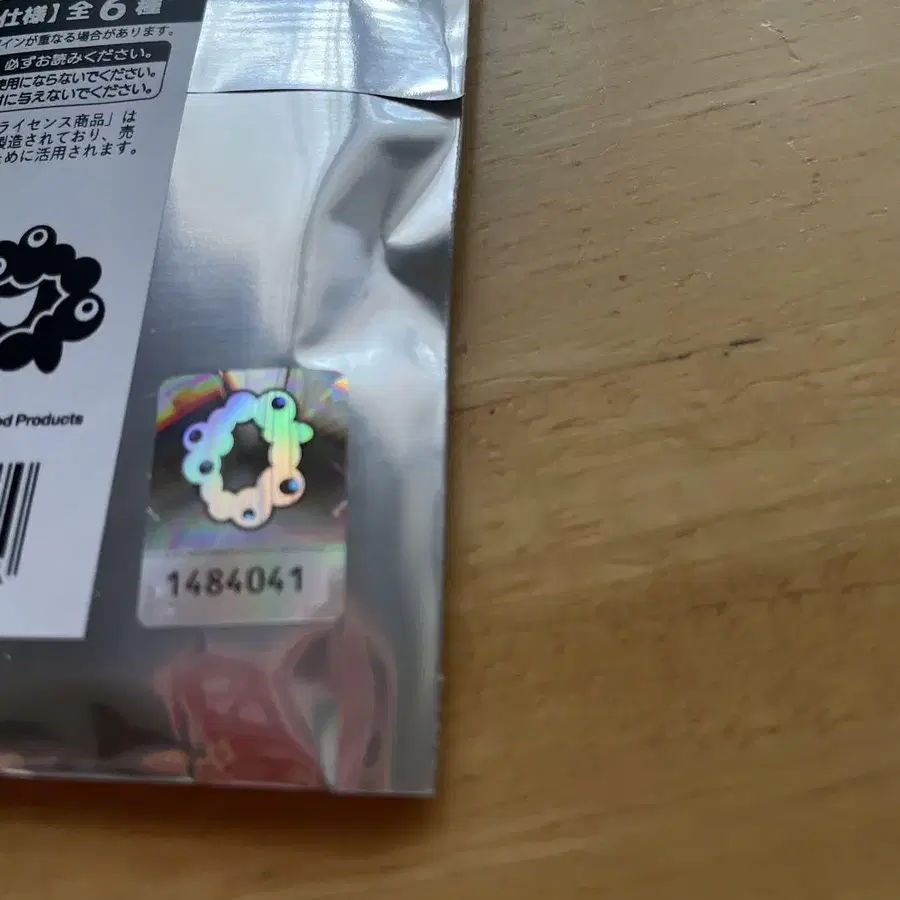 仕様】全6種
インが重なる場合があります。
必ずお読みください。
使用にならないでください。
に与えないでください。
ライセンス商品」は
製造されており、売
ために活用されます。
ed Products
1484041